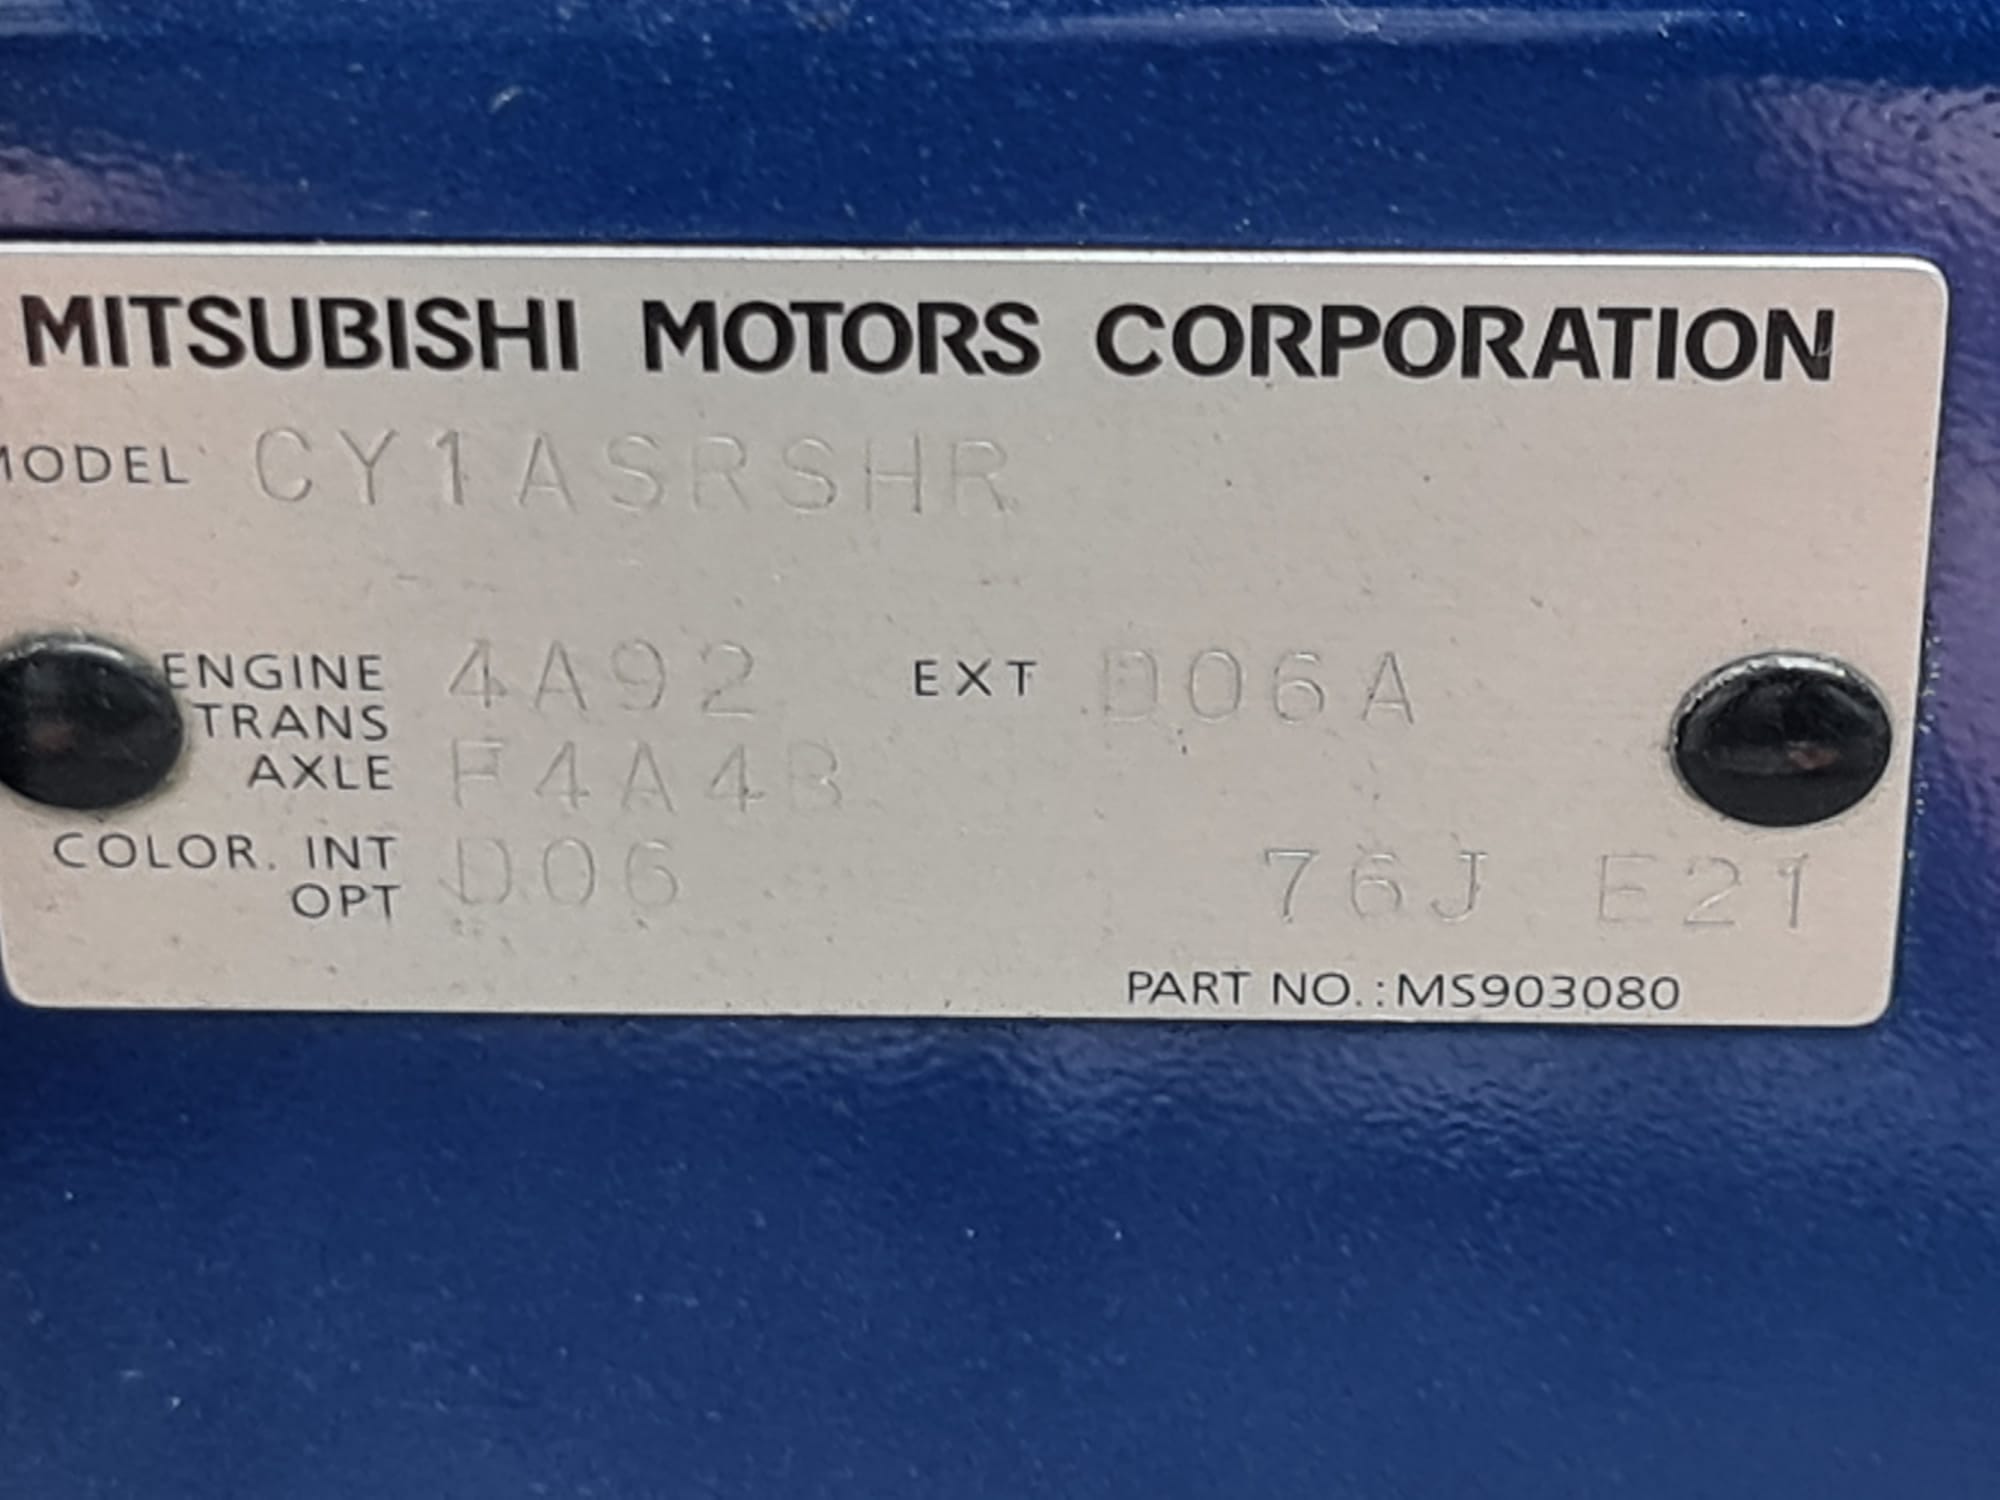 MITSUBISHI MOTORS CORPORATION
MODEL CY1ASRSHR
ENGINE 4A92 EXT D06A
TRANS
AXLE F4A4B
COLOR. INT D06 76J E21
OPT
PART NO.:MS903080